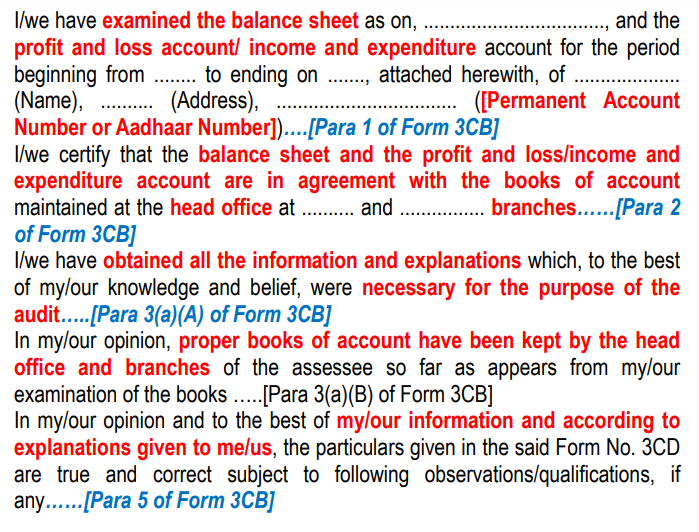 I/we have examined the balance sheet as on, .................................., and the
profit and loss account/ income and expenditure account for the period
beginning from ........ to ending on ......., attached herewith, of ....................
(Name), .......... (Address), .................................. ([Permanent Account
Number or Aadhaar Number])….[Para 1 of Form 3CB]
I/we certify that the balance sheet and the profit and loss/income and
expenditure account are in agreement with the books of account
maintained at the head office at .......... and ................ branches……[Para 2
of Form 3CB]
I/we have obtained all the information and explanations which, to the best
of my/our knowledge and belief, were necessary for the purpose of the
audit…..[Para 3(a)(A) of Form 3CB]
In my/our opinion, proper books of account have been kept by the head
office and branches of the assessee so far as appears from my/our
examination of the books …..[Para 3(a)(B) of Form 3CB]
In my/our opinion and to the best of my/our information and according to
explanations given to me/us, the particulars given in the said Form No. 3CD
are true and correct subject to following observations/qualifications, if
any……[Para 5 of Form 3CB]